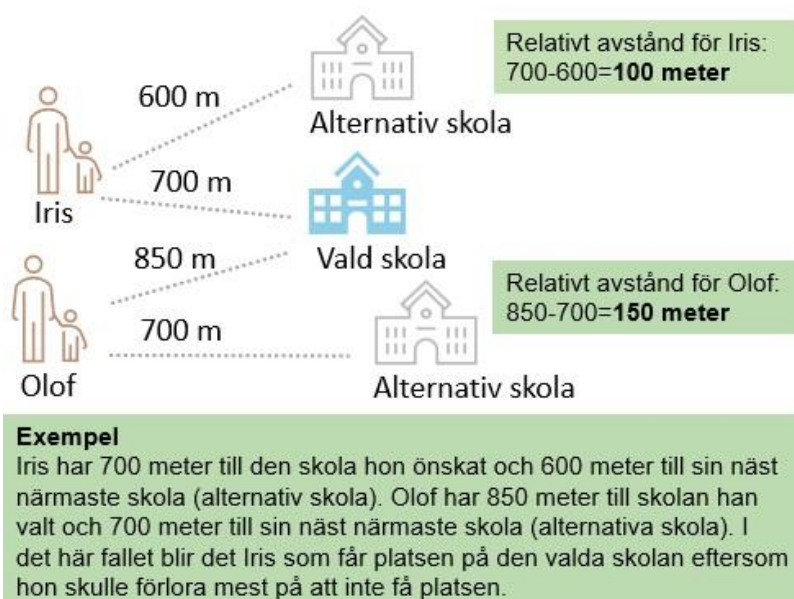 Relativt avstånd för Iris:
700-600=100 meter
600 m
Alternativ skola
700 m
Iris
Vald skola
850 m
Relativt avstånd för Olof:
850-700=150 meter
700 m
Olof
Alternativ skola
Exempel
Iris har 700 meter till den skola hon önskat och 600 meter till sin näst
närmaste skola (alternativ skola). Olof har 850 meter till skolan han
valt och 700 meter till sin näst närmaste skola (alternativa skola). I
det här fallet blir det Iris som får platsen på den valda skolan eftersom
hon skulle förlora mest på att inte få platsen.